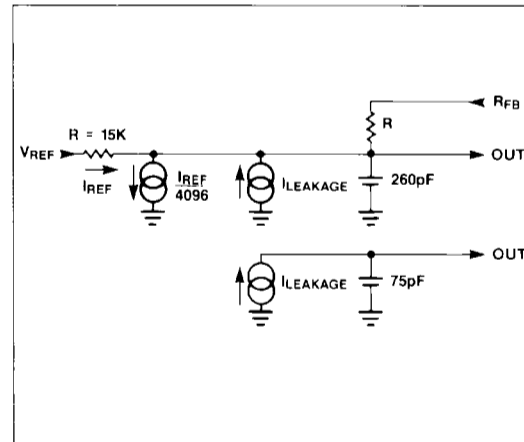 R = 15K
R_FB
R
V_REF
OUT
I_REF
I_REF
4096
I_LEAKAGE
260pF
OUT
I_LEAKAGE
75pF